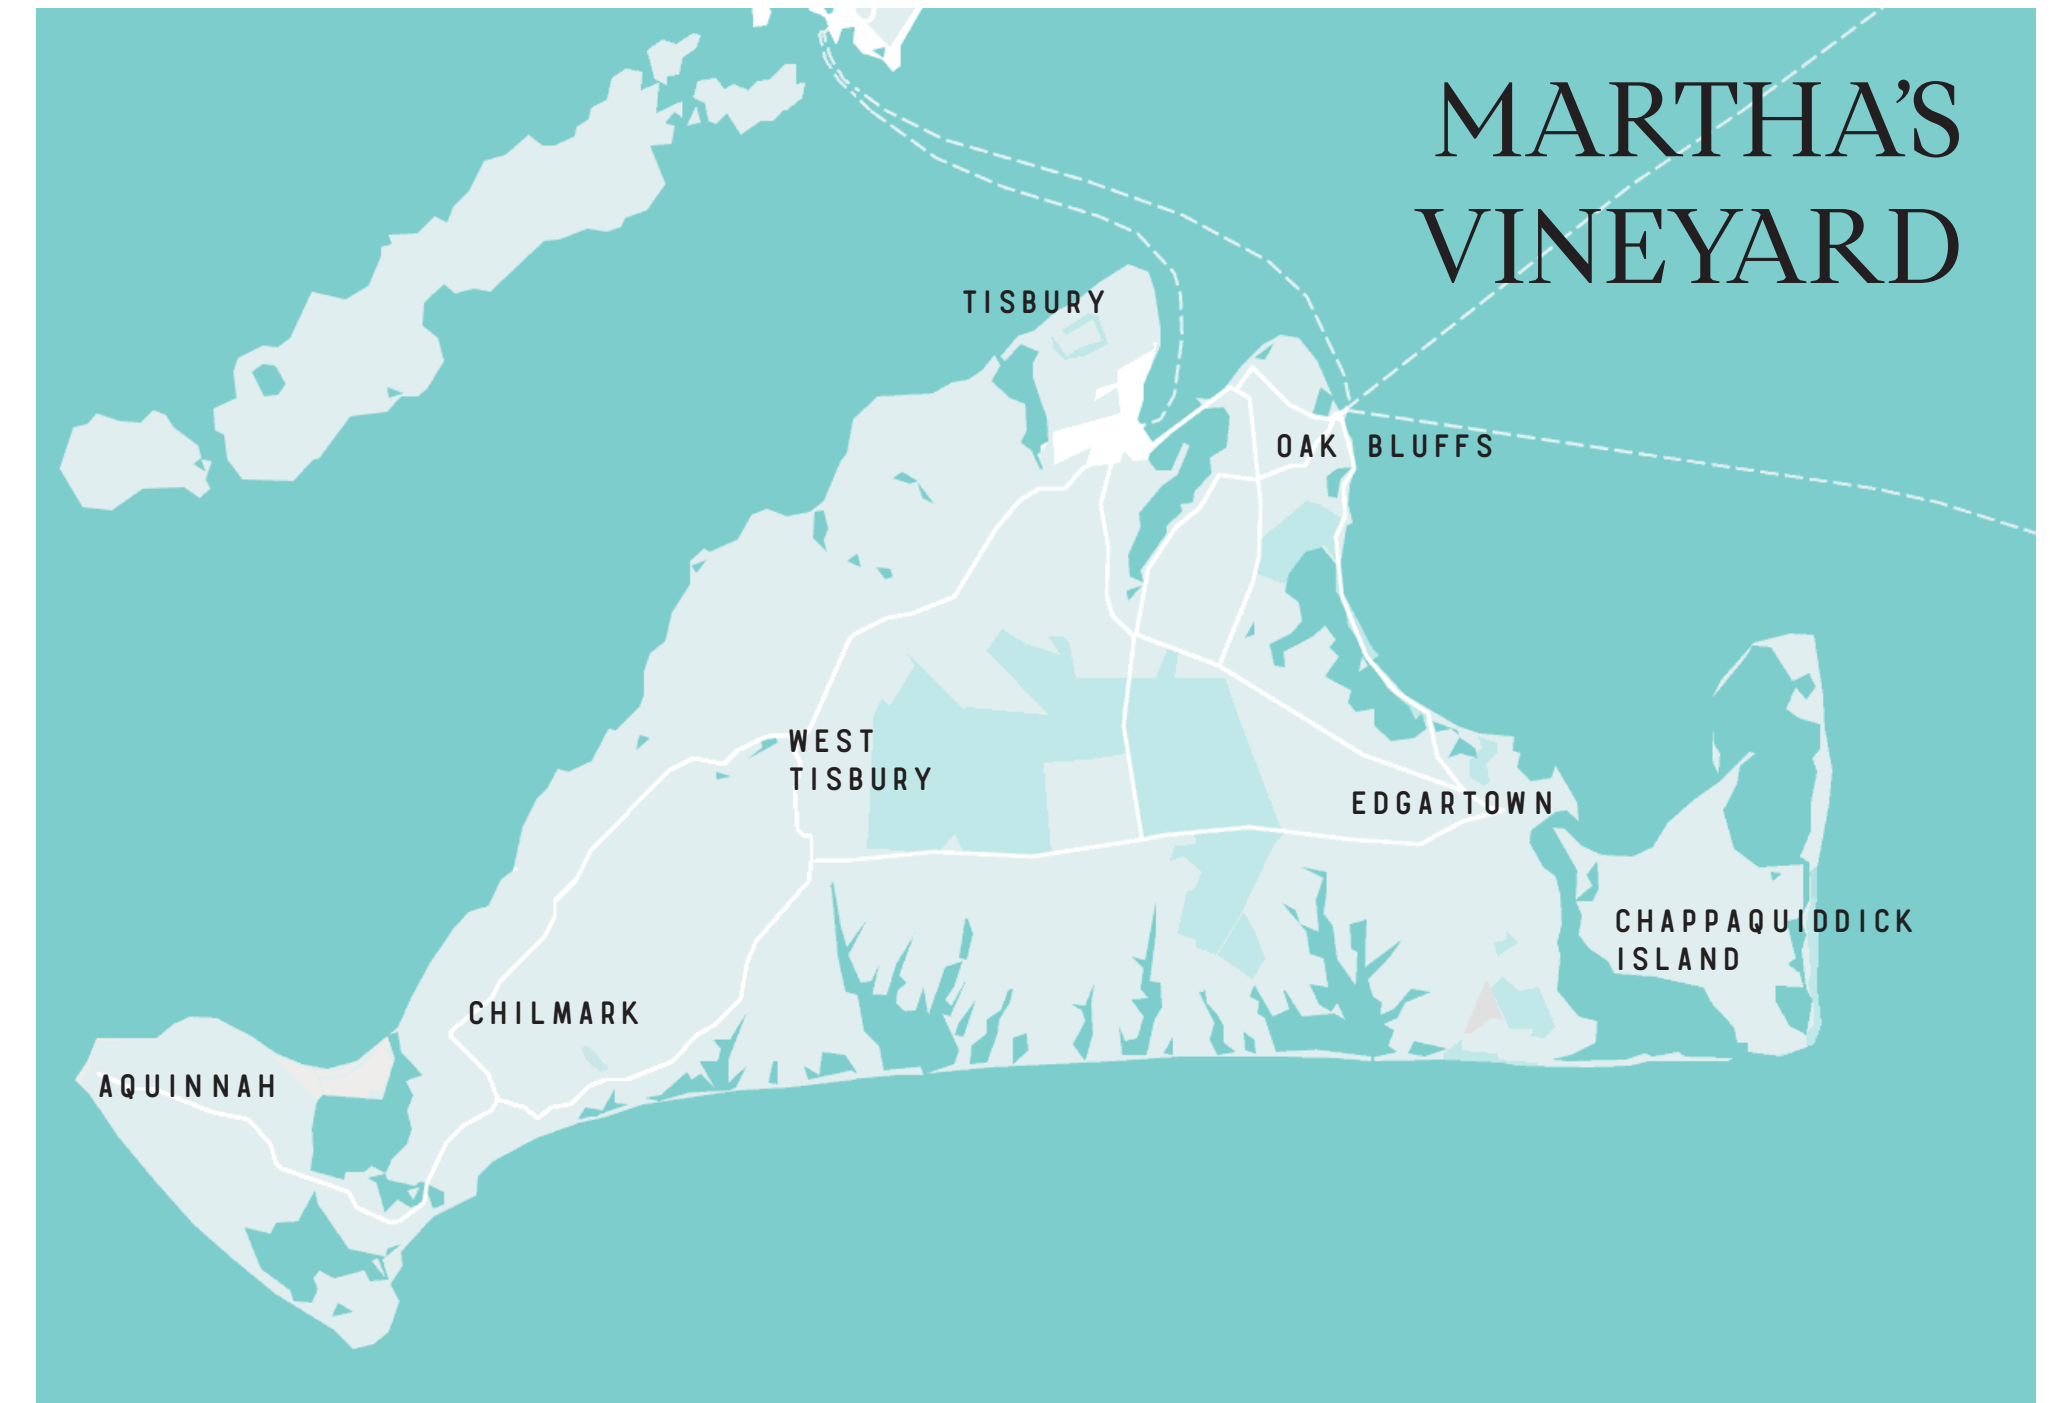 MARTHA'S
VINEYARD
TISBURY
OAK BLUFFS
WEST
TISBURY
EDGARTOWN
CHAPPAQUIDDICK
ISLAND
CHILMARK
AQUINNAH